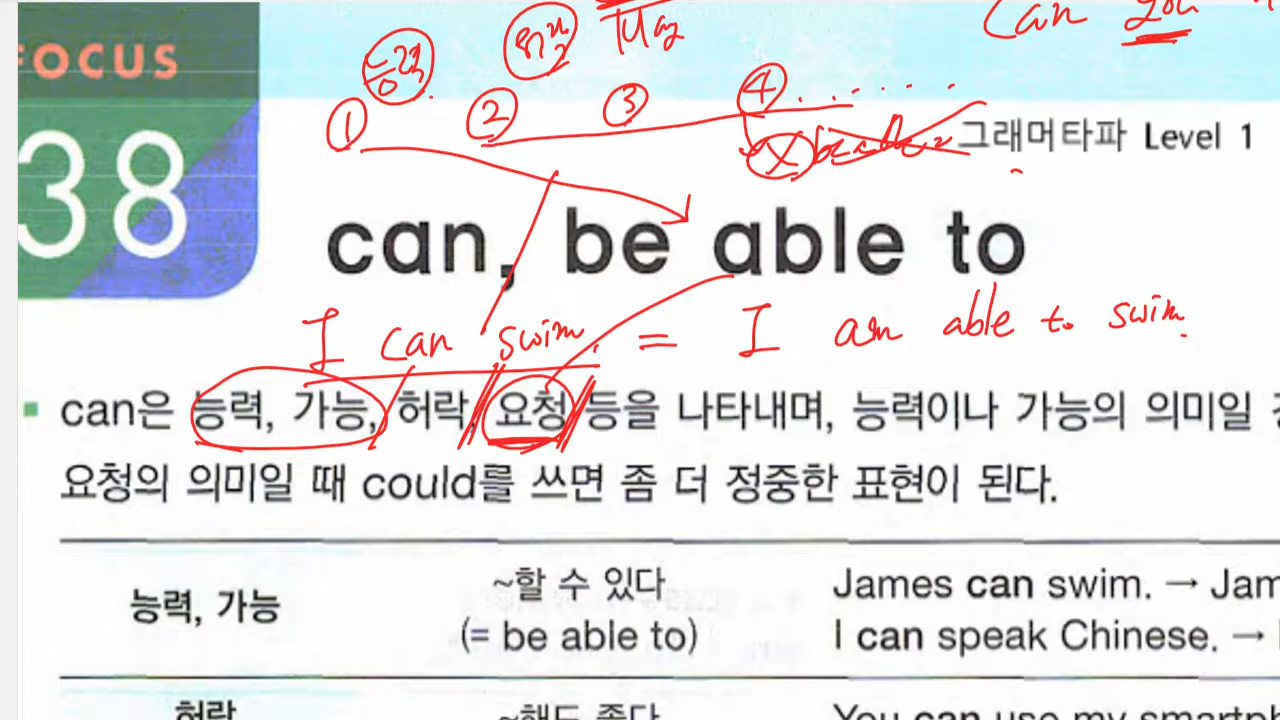 Can you
능력
허락
May
FOCUS
① ② ③ ④ ......
그래머타파 Level 1
38
can, be able to
I can swim. = I am able to swim.
can은 능력, 가능, 허락, 요청 등을 나타내며, 능력이나 가능의 의미일
요청의 의미일 때 could를 쓰면 좀 더 정중한 표현이 된다.
능력, 가능
~할 수 있다
(= be able to)
James can swim. → Jam
I can speak Chinese. →
허락
~해도 좋다
You can use my smartph